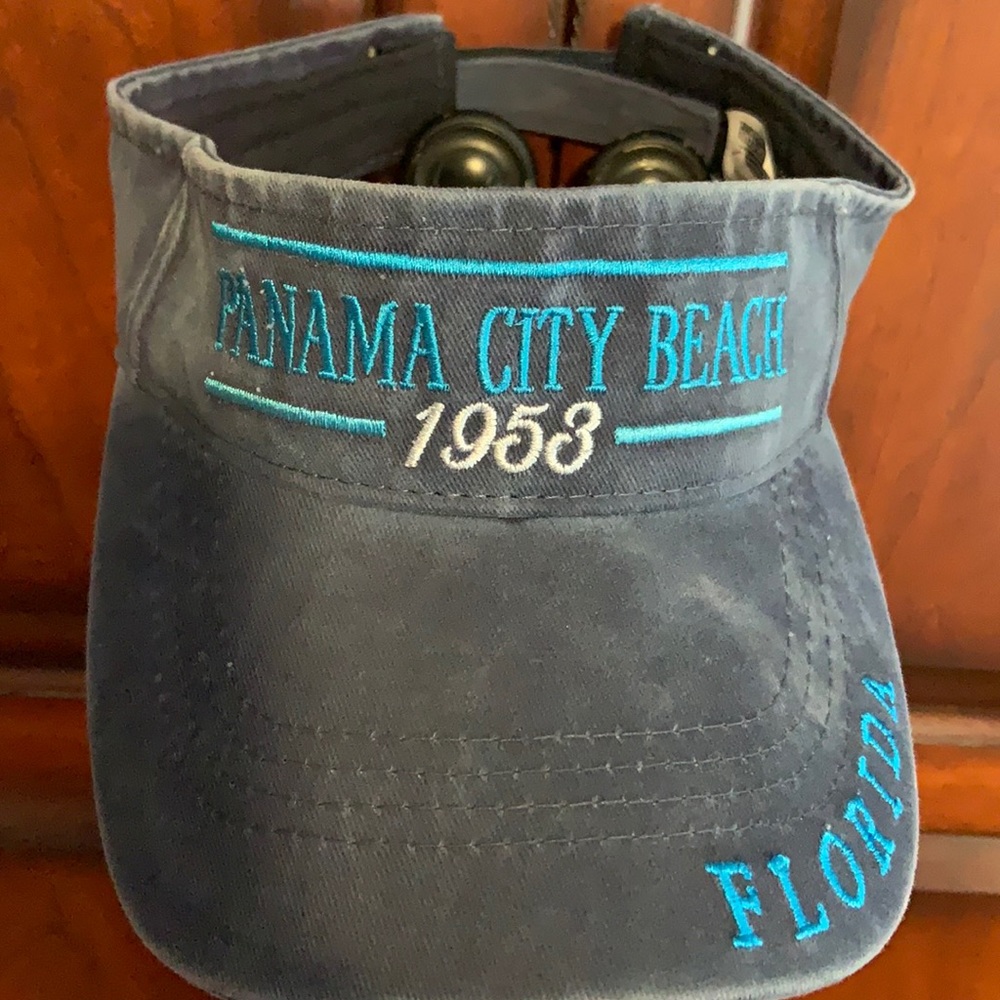 PANAMA CITY BEACH
1953
FLORIDA